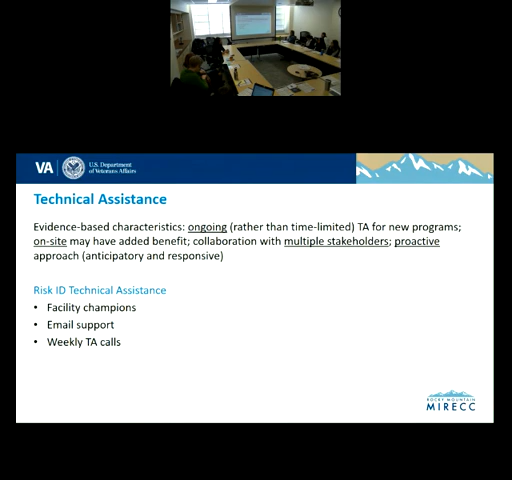 VA
U.S. Department
of Veterans Affairs
Technical Assistance
Evidence-based characteristics: ongoing (rather than time-limited) TA for new programs;
on-site may have added benefit; collaboration with multiple stakeholders; proactive
approach (anticipatory and responsive)
Risk ID Technical Assistance
• Facility champions
• Email support
• Weekly TA calls
ROCKY MOUNTAIN
MIRECC